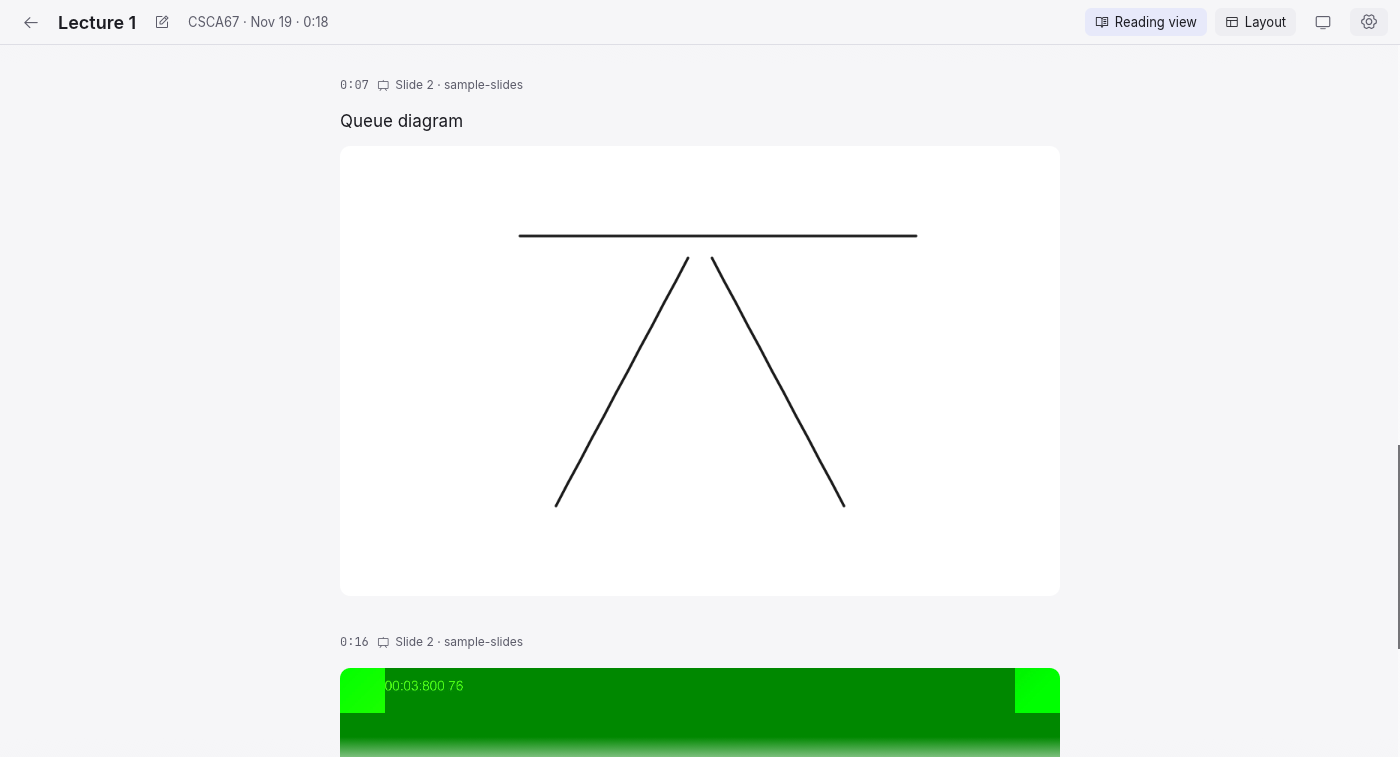 Lecture 1 CSCA67 · Nov 19 · 0:18 Reading view Layout
0:07 Slide 2 · sample-slides
Queue diagram
0:16 Slide 2 · sample-slides
00:03:800 76